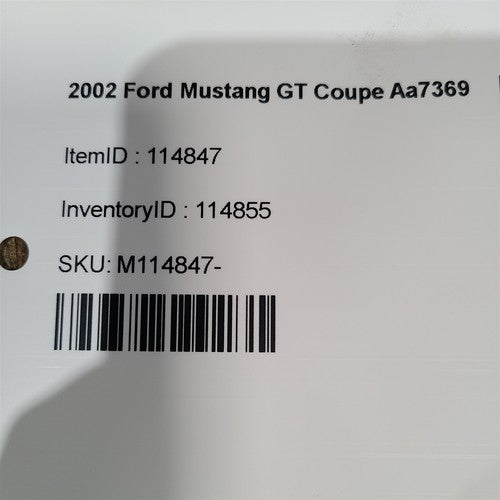 2002 Ford Mustang GT Coupe Aa7369
ItemID : 114847
InventoryID : 114855
SKU: M114847-